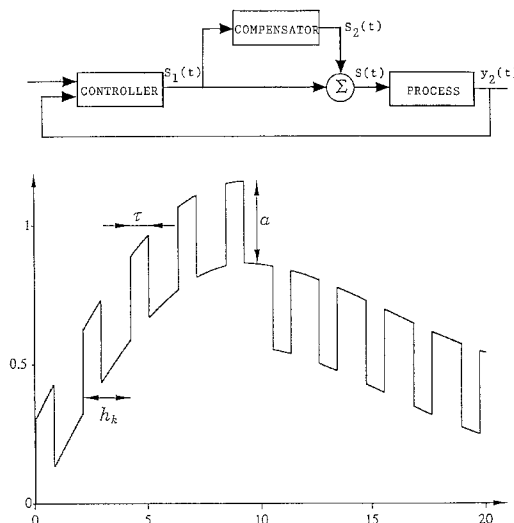 COMPENSATOR
S₂(t)
S₁(t)
S(t)
y₂(t)
CONTROLLER
Σ
PROCESS
1
τ
a
0.5
hₖ
0
0
5
10
15
20